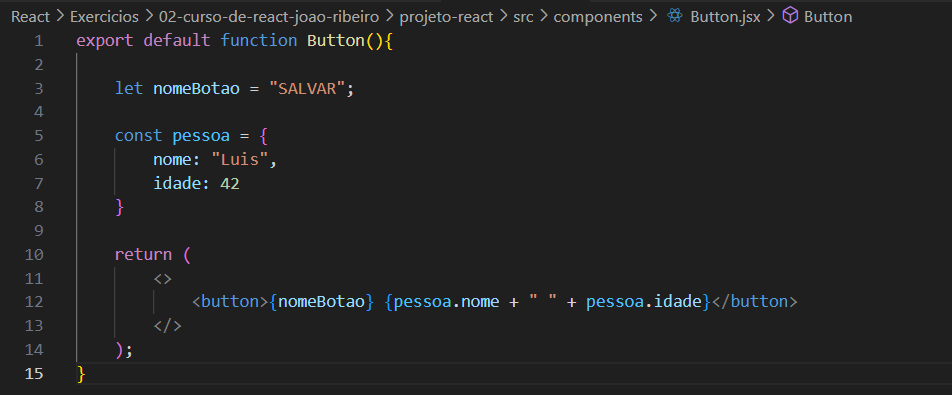 React > Exercicios > 02-curso-de-react-joao-ribeiro > projeto-react > src > components > Button.jsx > Button
1 export default function Button(){
2
3     let nomeBotao = "SALVAR";
4
5     const pessoa = {
6         nome: "Luis",
7         idade: 42
8     }
9
10     return (
11         <>
12             <button>{nomeBotao} {pessoa.nome + " " + pessoa.idade}</button>
13         </>
14     );
15 }